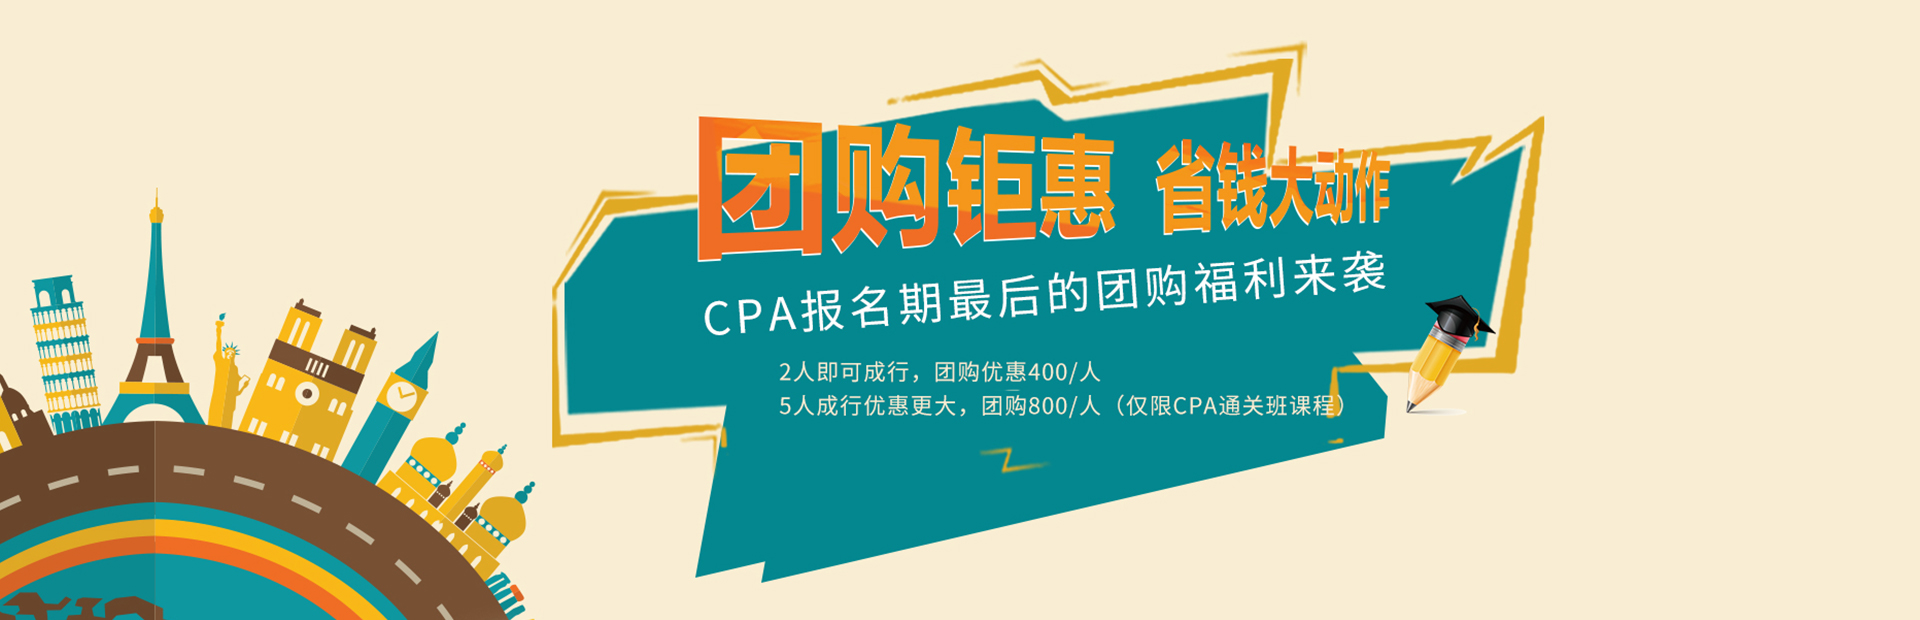 团购钜惠 省钱大动作
CPA报名期最后的团购福利来袭
2人即可成行，团购优惠400/人
5人成行优惠更大，团购800/人（仅限CPA通关班课程）